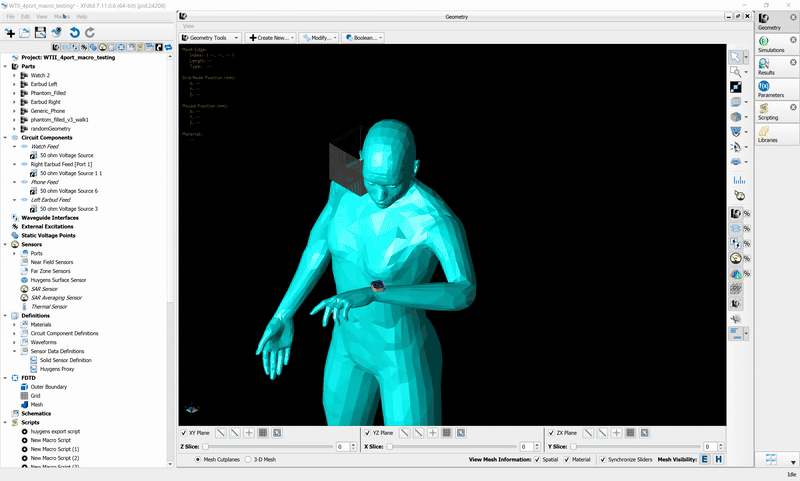 WTII_4port_macro_testing* - XFdtd 7.11.0.6 (64-bit) [pid:24208]
Edit View Macros Help
Project: WTII_4port_macro_testing*
Parts
Watch 2
Earbud Left
Phantom_Filled
Earbud Right
Generic_Phone
phantom_filled_v3_walk1
randomGeometry
Circuit Components
Watch Feed
50 ohm Voltage Source
Right Earbud Feed [Port 1]
50 ohm Voltage Source 1 1
Phone Feed
50 ohm Voltage Source 6
Left Earbud Feed
50 ohm Voltage Source 3
Waveguide Interfaces
External Excitations
Static Voltage Points
Sensors
Ports
Near Field Sensors
Far Zone Sensors
Huygens Surface Sensor
SAR Sensor
SAR Averaging Sensor
Thermal Sensor
Definitions
Materials
Circuit Component Definitions
Waveforms
Sensor Data Definitions
Solid Sensor Definition
Huygens Proxy
FDTD
Outer Boundary
Grid
Mesh
Schematics
Scripts
huygens export script
New Macro Script
New Macro Script (1)
New Macro Script (2)
New Macro Script (3)
Geometry
View
Geometry Tools
Create New...
Modify...
Boolean...
Mesh Edge:
Index: ( --, --, -- )
Length: --
Type: --
Grid Node Position (mm):
X: --
Y: --
Z: --
Mouse Position (mm):
X: --
Y: --
Z: --
Material:
--
XY Plane
YZ Plane
ZX Plane
Z Slice: 0
X Slice: 0
Y Slice: 0
Mesh Cutplanes
3-D Mesh
View Mesh Information:
Spatial
Material
Synchronize Sliders
Mesh Visibility:
E
H
Geometry
Simulations
Results
f(x)
Parameters
Scripting
Libraries
Idle